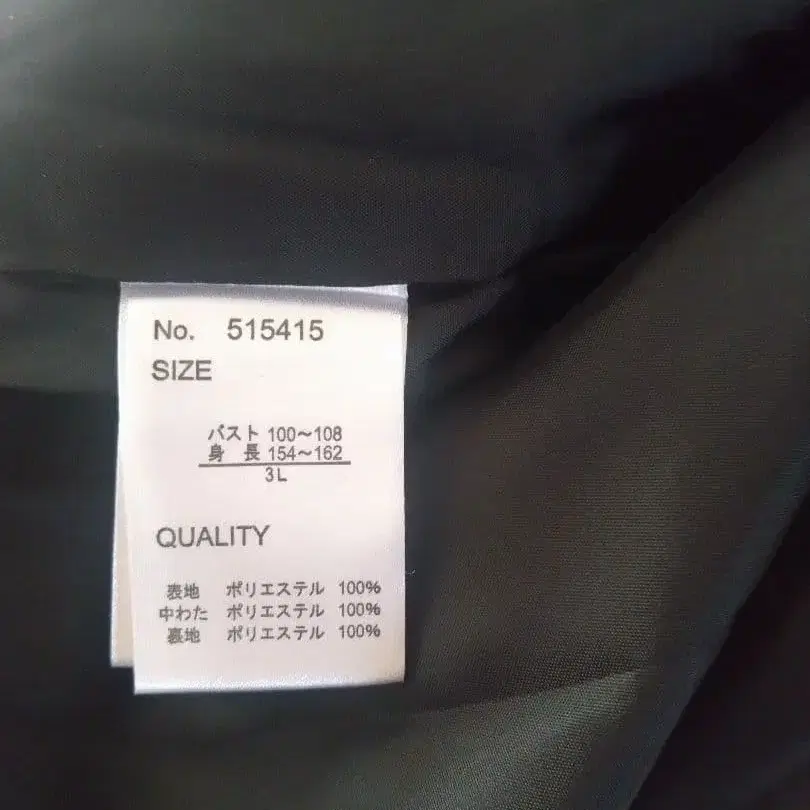 No. 515415
SIZE
バスト 100～108
身 長 154～162
3L
QUALITY
表地 ポリエステル 100%
中わた ポリエステル 100%
裏地 ポリエステル 100%